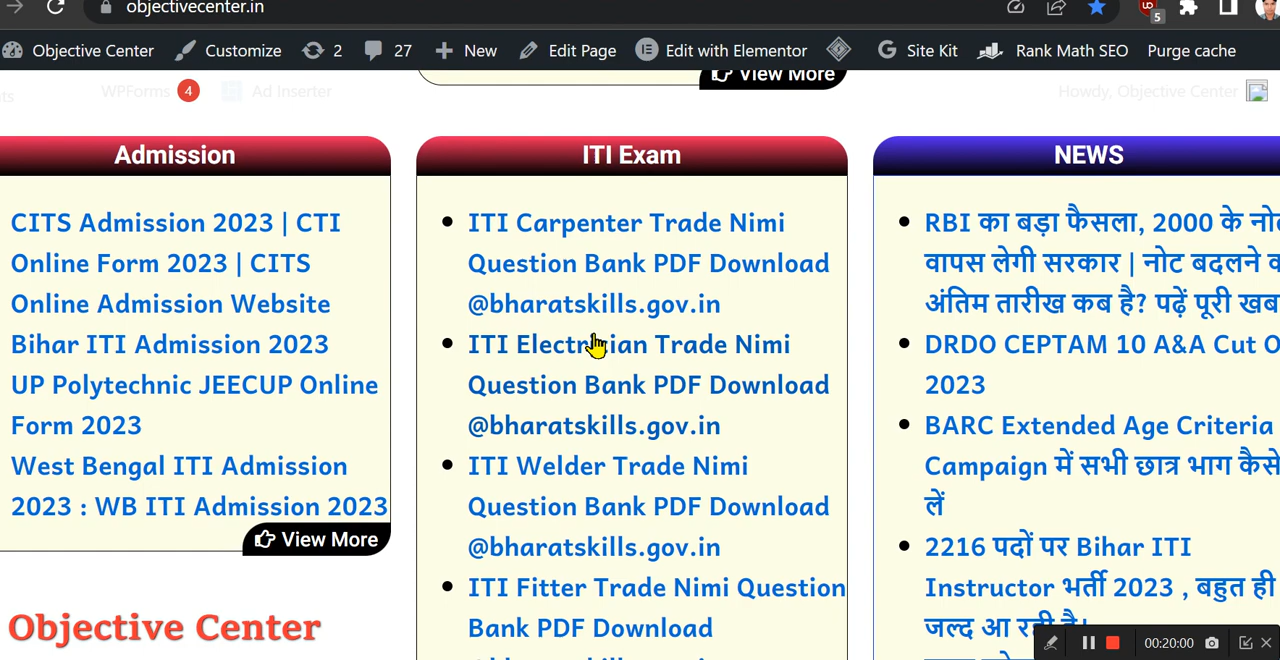 objectivecenter.in
5
Objective Center Customize 2 27 New Edit Page Edit with Elementor Site Kit Rank Math SEO Purge cache
WPForms 4 Ad Inserter
Howdy, Objective Center
View More
Admission
CITS Admission 2023 | CTI
Online Form 2023 | CITS
Online Admission Website
Bihar ITI Admission 2023
UP Polytechnic JEECUP Online
Form 2023
West Bengal ITI Admission
2023 : WB ITI Admission 2023
View More
Objective Center
ITI Exam
ITI Carpenter Trade Nimi
Question Bank PDF Download
@bharatskills.gov.in
ITI Electrician Trade Nimi
Question Bank PDF Download
@bharatskills.gov.in
ITI Welder Trade Nimi
Question Bank PDF Download
@bharatskills.gov.in
ITI Fitter Trade Nimi Question
Bank PDF Download
NEWS
RBI का बड़ा फैसला, 2000 के
वापस लेगी सरकार | नोट बदलने
अंतिम तारीख कब है? पढ़ें पूरी
DRDO CEPTAM 10 A&A Cut
2023
BARC Extended Age Criteria
Campaign में सभी छात्र भाग
लें
2216 पदों पर Bihar ITI
Instructor भर्ती 2023 , बहुत ही
जल्द आ
00:20:00